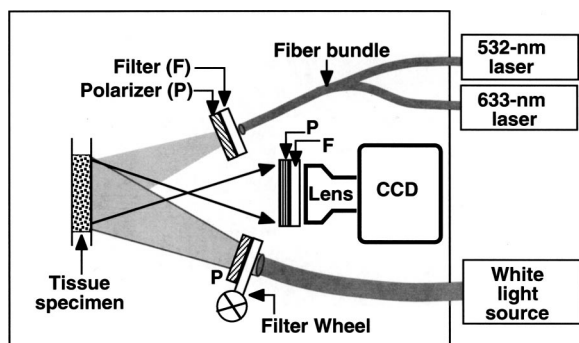 Filter (F)
Polarizer (P)
Fiber bundle
532-nm
laser
633-nm
laser
P
F
Lens
CCD
P
Tissue
specimen
Filter Wheel
White
light
source